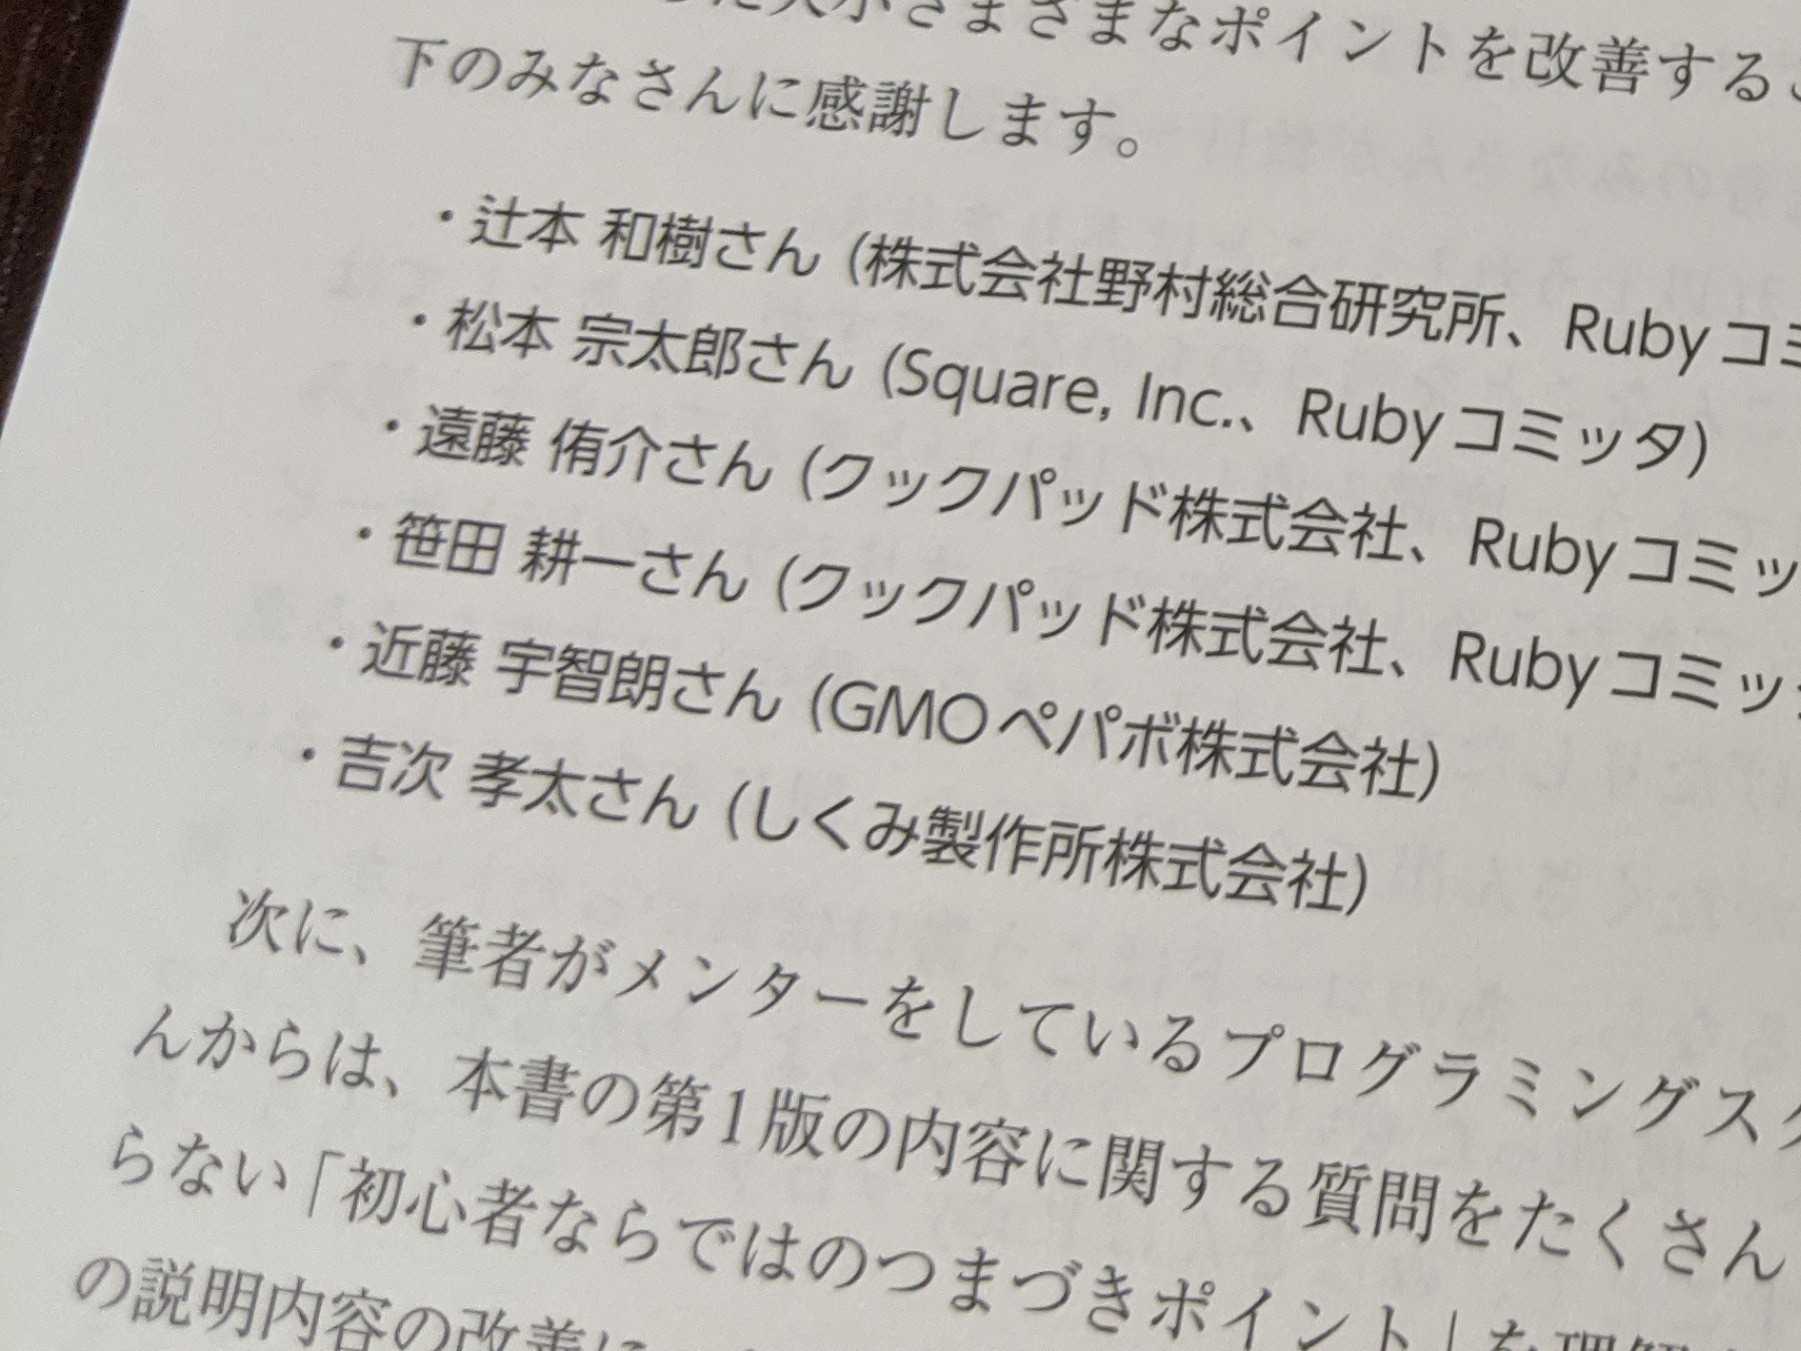 大小さまざまなポイントを改善するこ
下のみなさんに感謝します。
・辻本 和樹さん（株式会社野村総合研究所、Rubyコミ
・松本 宗太郎さん（Square, Inc.、Rubyコミッタ）
・遠藤 侑介さん（クックパッド株式会社、Rubyコミッ
・笹田 耕一さん（クックパッド株式会社、Rubyコミッタ
・近藤 宇智朗さん（GMOペパボ株式会社）
・吉次 孝太さん（しくみ製作所株式会社）
次に、筆者がメンターをしているプログラミングスク
んからは、本書の第1版の内容に関する質問をたくさん
らない「初心者ならではのつまづきポイント」を理解
の説明内容の改善に